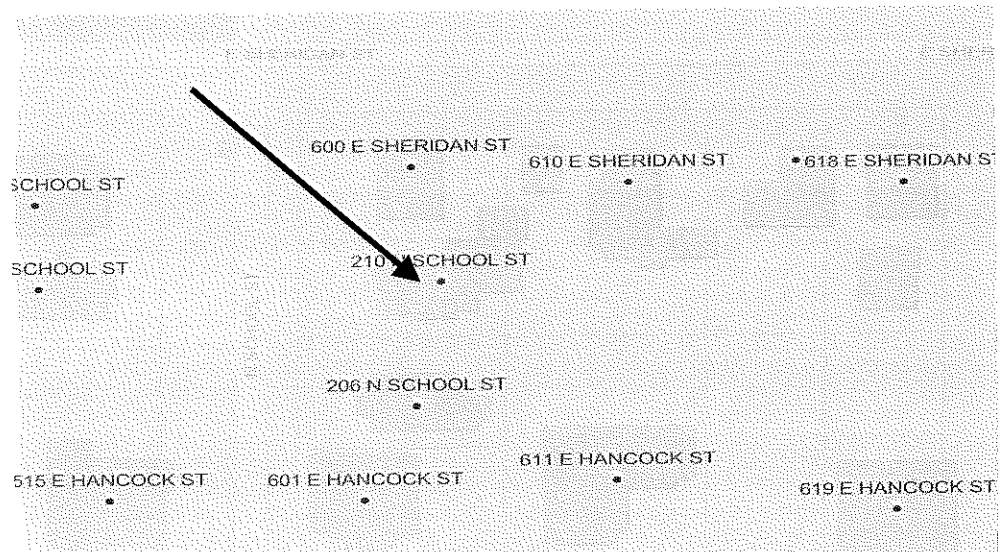 600 E SHERIDAN ST
610 E SHERIDAN ST
618 E SHERIDAN ST
SCHOOL ST
SCHOOL ST
210 N SCHOOL ST
206 N SCHOOL ST
515 E HANCOCK ST
601 E HANCOCK ST
611 E HANCOCK ST
619 E HANCOCK ST